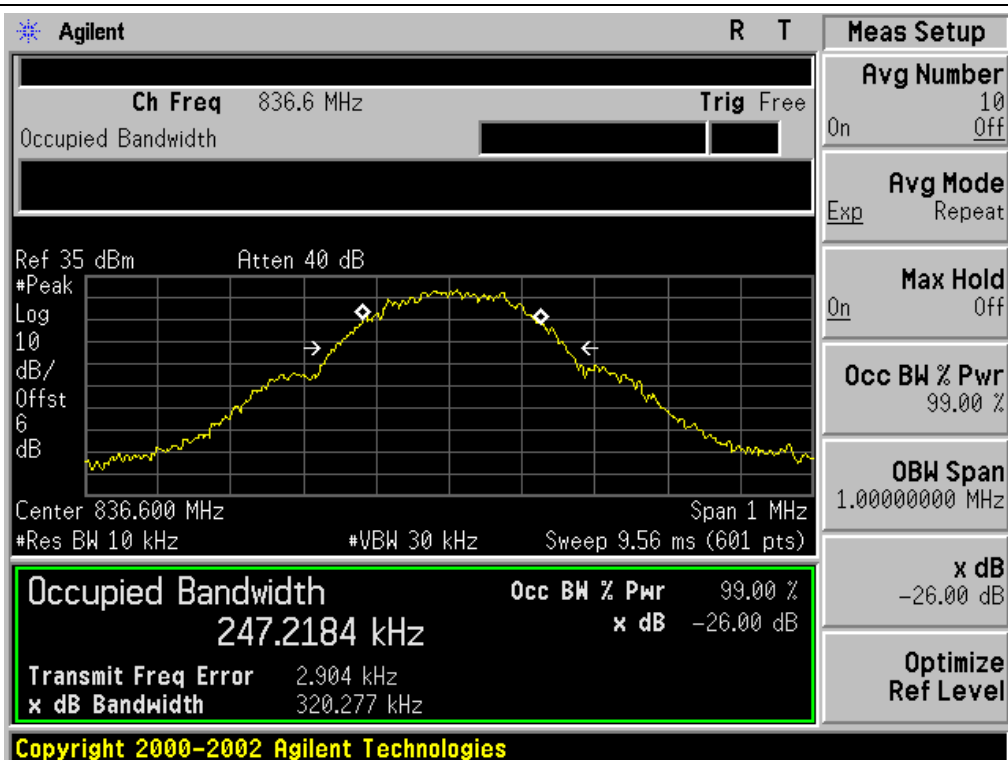 Agilent R T Meas Setup
Ch Freq 836.6 MHz Trig Free
Occupied Bandwidth
Avg Number
10
On Off
Avg Mode
Exp Repeat
Max Hold
On Off
Occ BW % Pwr
99.00 %
OBW Span
1.00000000 MHz
x dB
-26.00 dB
Optimize
Ref Level
Ref 35 dBm Atten 40 dB
#Peak
Log
10
dB/
Offst
6
dB
Center 836.600 MHz Span 1 MHz
#Res BW 10 kHz #VBW 30 kHz Sweep 9.56 ms (601 pts)
Occupied Bandwidth Occ BW % Pwr 99.00 %
247.2184 kHz x dB -26.00 dB
Transmit Freq Error 2.904 kHz
x dB Bandwidth 320.277 kHz
Copyright 2000-2002 Agilent Technologies